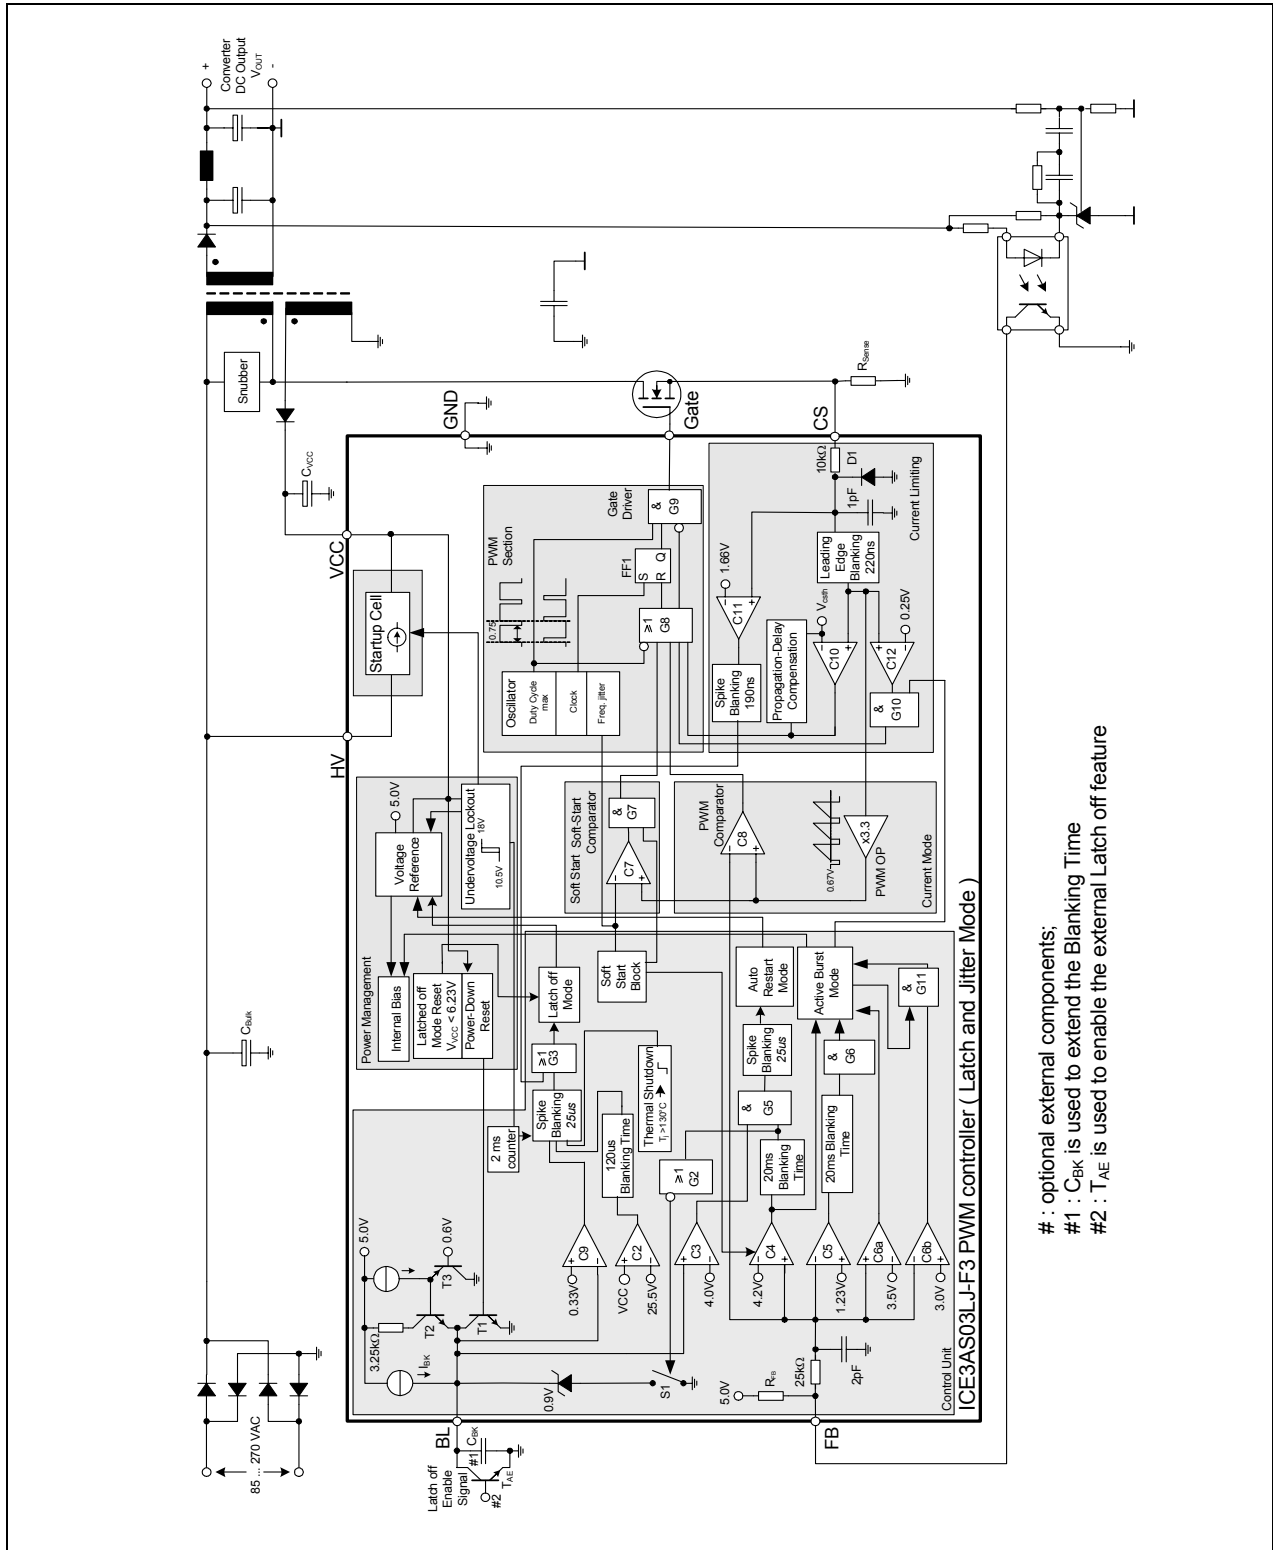 85 ... 270 VAC
C_Bulk
Snubber
+
Converter
DC Output
V_OUT
-
C_VCC
HV
VCC
Startup Cell
GND
Power Management
Internal Bias
Voltage
Reference
5.0V
Latched off
Mode Reset
V_VCC < 6.23V
Power-Down
Reset
Undervoltage Lockout
18V
10.5V
BL
Latch off
Enable
Signal
#1
C_BK
#2
T_AE
5.0V
3.25kΩ
I_BK
T2
T3
0.6V
T1
0.9V
S1
2 ms
counter
Spike
Blanking
25us
≥1
G3
Latch off
Mode
0.33V
C9
VCC
25.5V
C2
120us
Blanking Time
Thermal Shutdown
Tj >130°C
4.0V
C3
≥1
G2
4.2V
C4
20ms
Blanking
Time
&
G5
Spike
Blanking
25us
Auto
Restart
Mode
1.23V
C5
20ms Blanking
Time
&
G6
Active Burst
Mode
3.5V
C6a
3.0V
C6b
&
G11
5.0V
R_FB
25kΩ
2pF
FB
Control Unit
Soft
Start
Block
Soft Start
Soft-Start
Comparator
C7
&
G7
PWM
Comparator
C8
0.67V
x3.3
PWM OP
Current Mode
Oscillator
Duty Cycle
max
Clock
Freq. jitter
0.75
PWM
Section
≥1
G8
FF1
S
R
Q
Gate
Driver
&
G9
Gate
Spike
Blanking
190ns
C11
1.66V
Propagation-Delay
Compensation
V_csth
C10
Leading
Edge
Blanking
220ns
C12
0.25V
&
G10
10kΩ
D1
1pF
Current Limiting
CS
R_Sense
ICE3AS03LJ-F3 PWM controller ( Latch and Jitter Mode )
# : optional external components;
#1 : C_BK is used to extend the Blanking Time
#2 : T_AE is used to enable the external Latch off feature